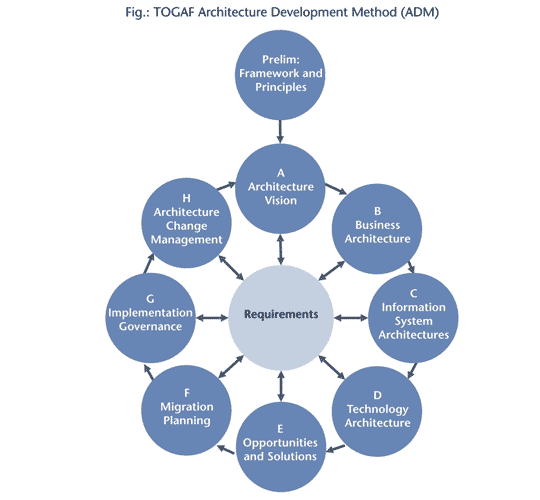 Fig.: TOGAF Architecture Development Method (ADM)
Prelim:
Framework and
Principles
A
Architecture
Vision
B
Business
Architecture
C
Information
System
Architectures
D
Technology
Architecture
E
Opportunities
and Solutions
F
Migration
Planning
G
Implementation
Governance
H
Architecture
Change
Management
Requirements